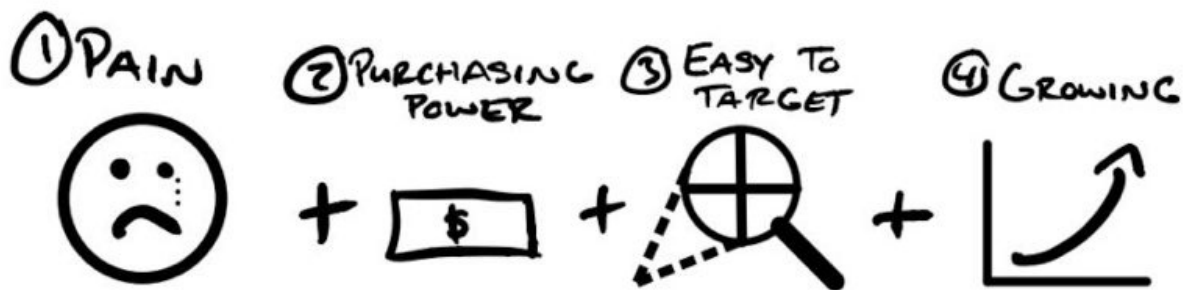 ① PAIN
② PURCHASING
POWER
③ EASY TO
TARGET
④ GROWING
+ $ + +